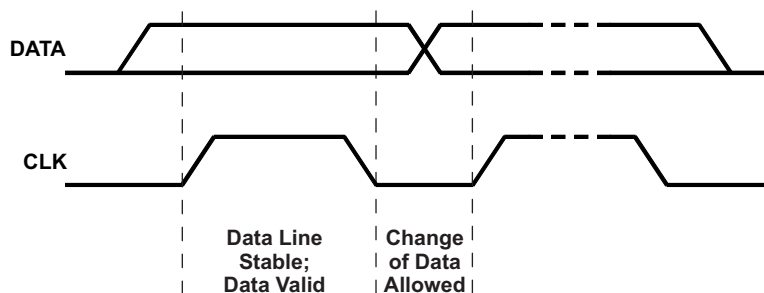 DATA
CLK
Data Line
Stable;
Data Valid
Change
of Data
Allowed